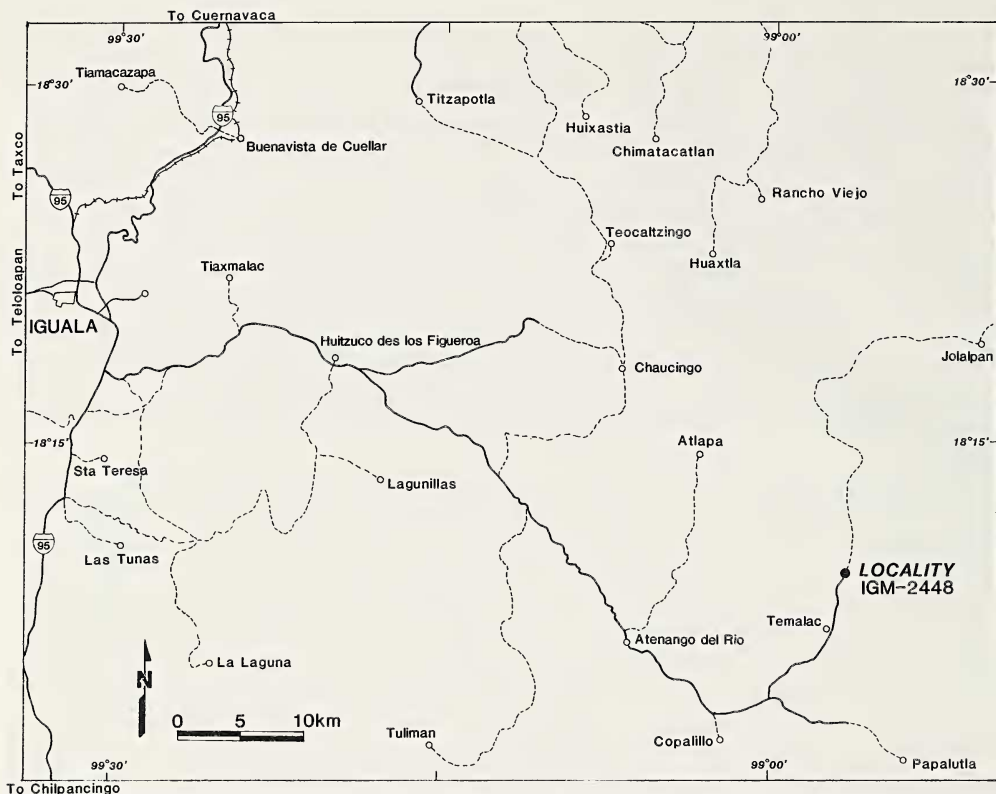 To Cuernavaca
99°30'
99°00'
18°30'
18°30'
Tiamacazapa
Titzapotla
95
Huixastia
Buenavista de Cuellar
Chimatacatlan
To Taxco
95
Rancho Viejo
Teocaltzingo
Huaxtla
Tiaxmalac
To Teloloapan
IGUALA
Huitzuco des los Figueroa
Jolalpan
Chaucingo
18°15'
18°15'
Atlapa
Sta Teresa
Lagunillas
95
Las Tunas
LOCALITY
IGM-2448
Temalac
Atenango del Rio
La Laguna
N
0 5 10km
Tuliman
Copalillo
Papalutla
99°30'
99°00'
To Chilpancingo